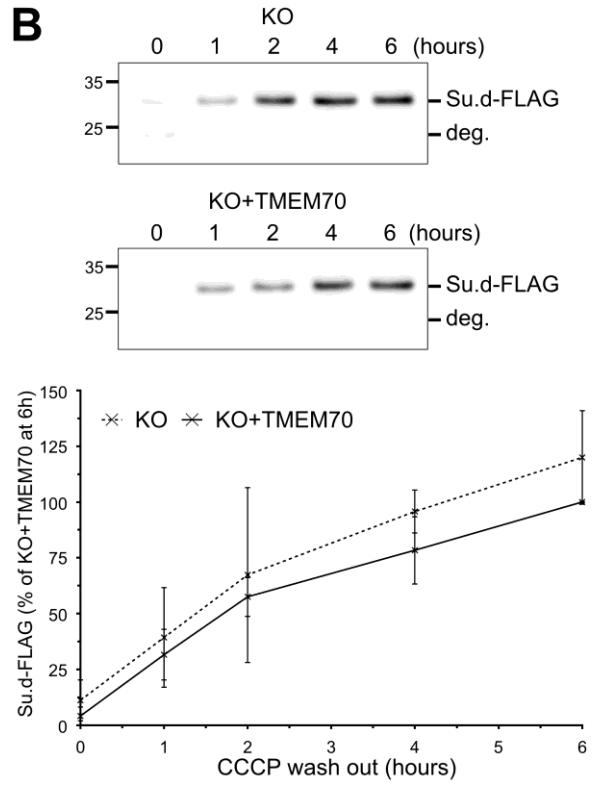 B
KO
0 1 2 4 6 (hours)
35
25
Su.d-FLAG
deg.
KO+TMEM70
0 1 2 4 6 (hours)
35
25
Su.d-FLAG
deg.
Su.d-FLAG (% of KO+TMEM70 at 6h)
150
125
100
75
50
25
0
KO KO+TMEM70
0 1 2 3 4 5 6
CCCP wash out (hours)